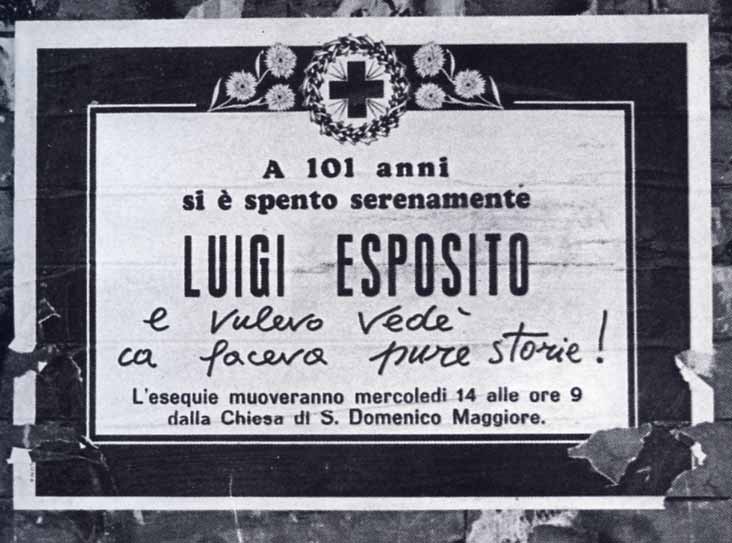 A 101 anni
si è spento serenamente
LUIGI ESPOSITO
e vulevo vedè
ca faceva pure storie!
L'esequie muoveranno mercoledi 14 alle ore 9
dalla Chiesa di S. Domenico Maggiore.